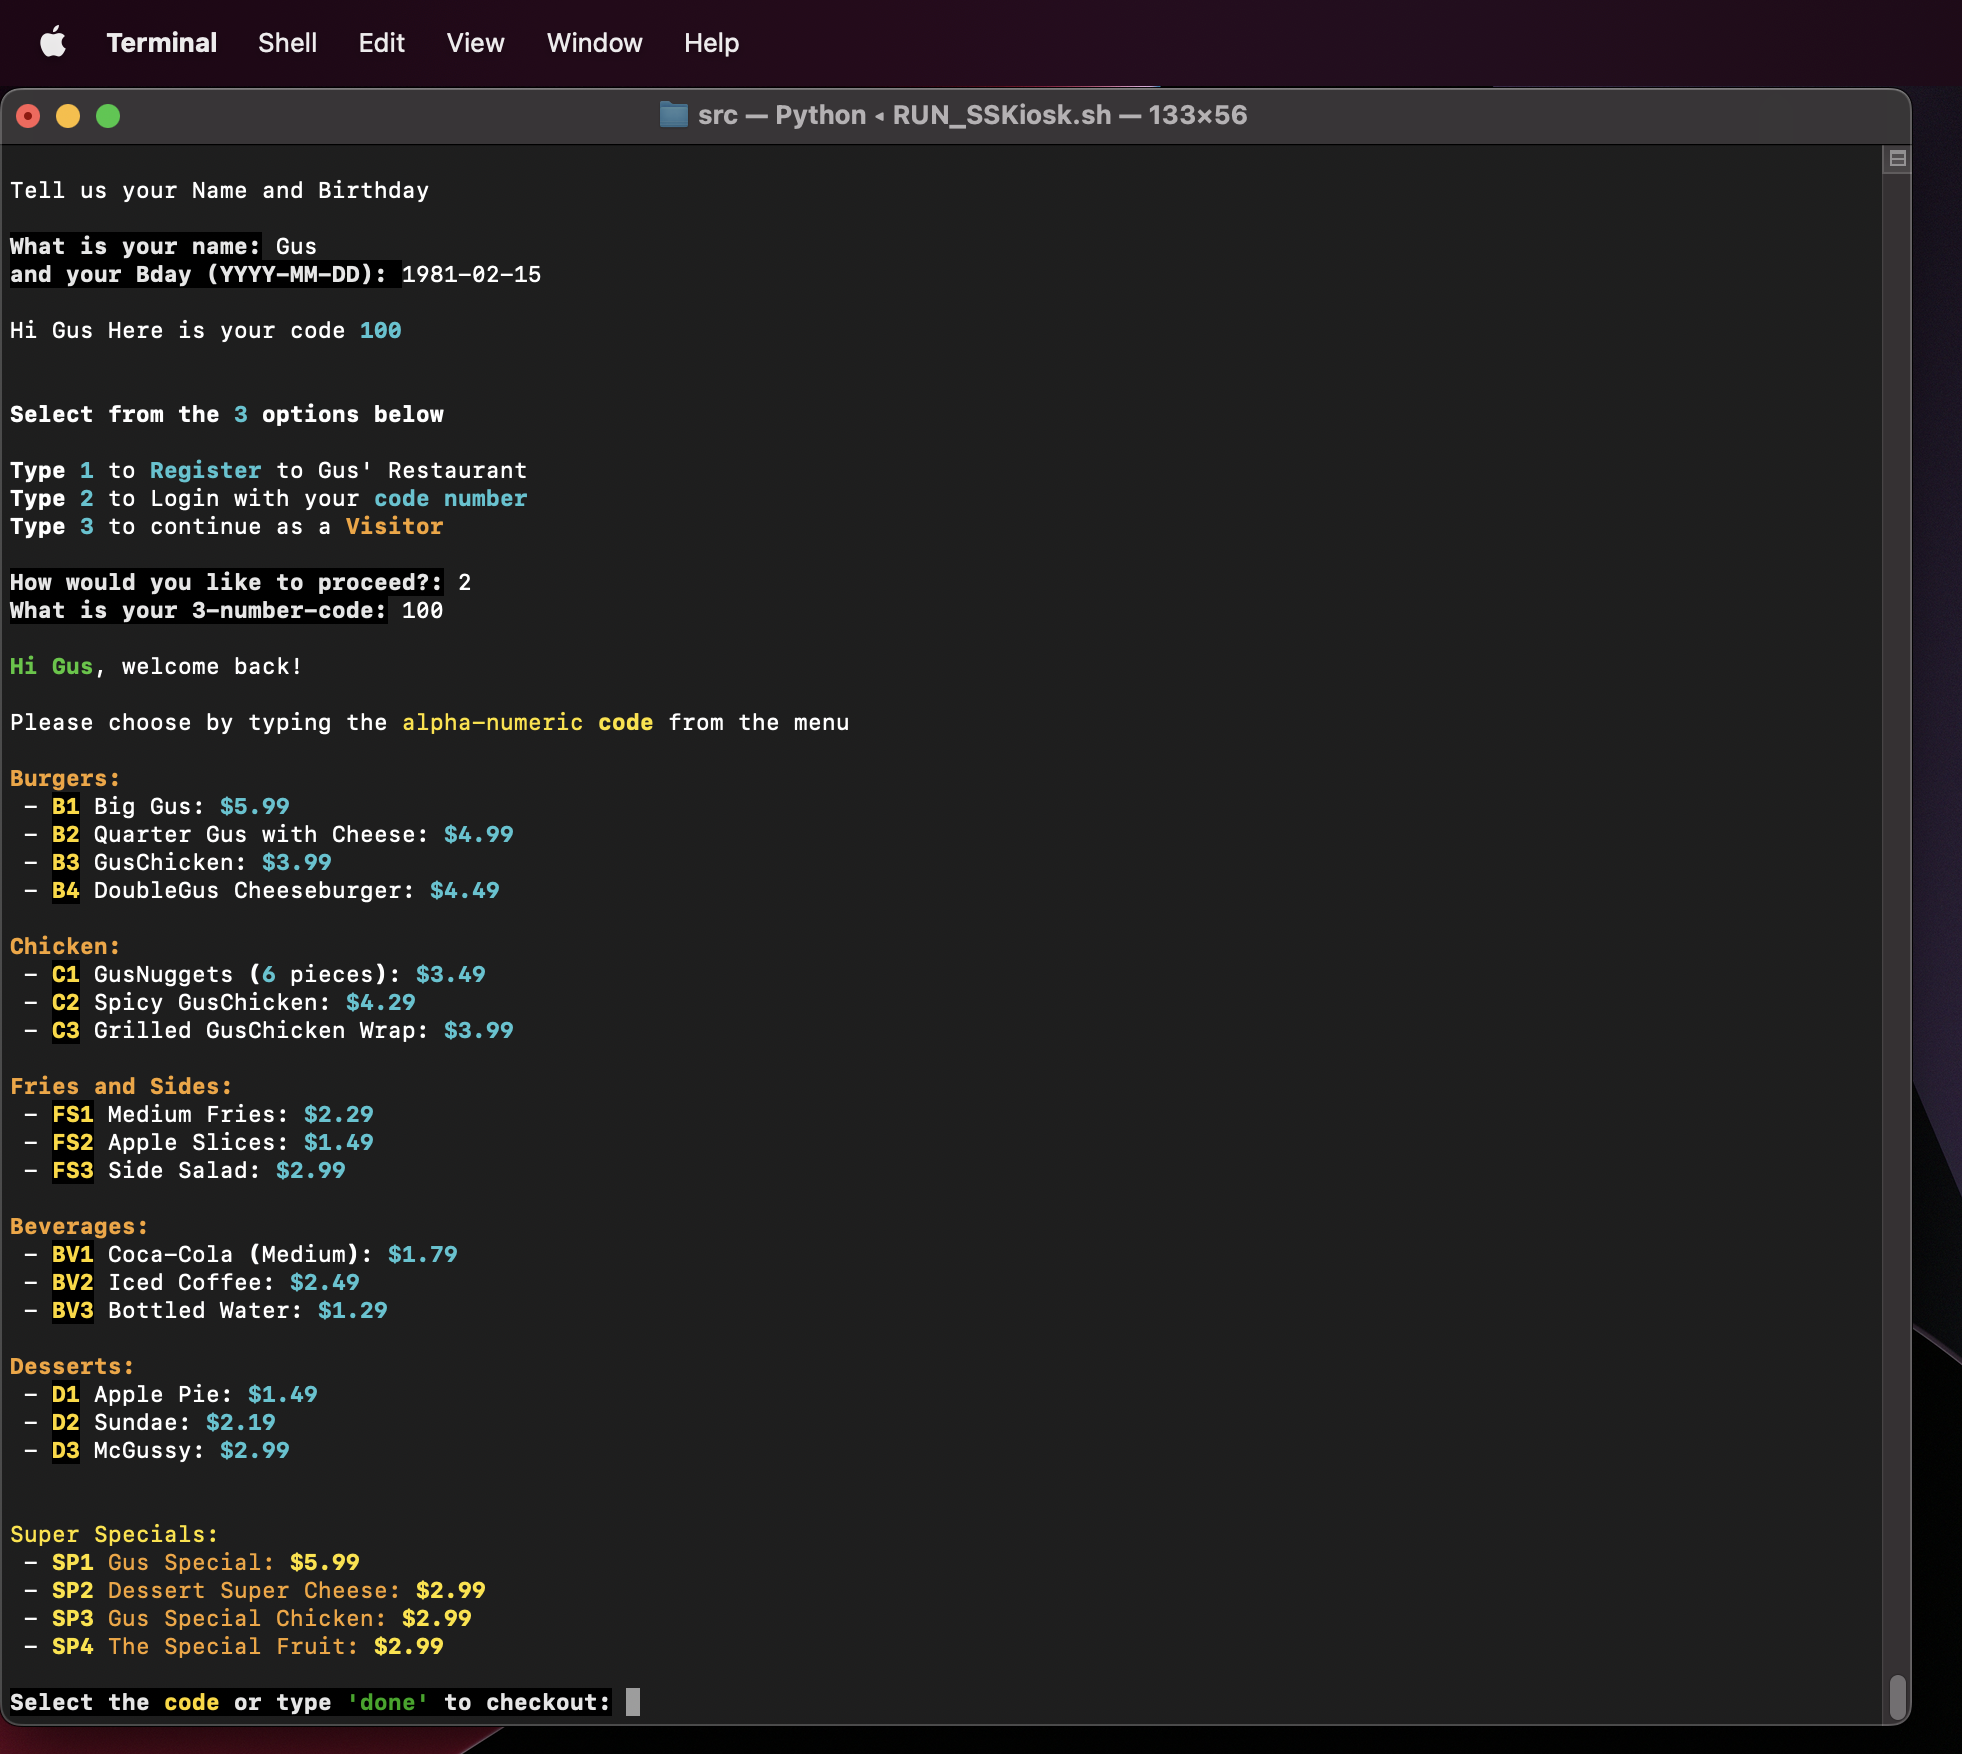 Terminal Shell Edit View Window Help
src — Python ◂ RUN_SSKiosk.sh — 133×56
Tell us your Name and Birthday
What is your name: Gus
and your Bday (YYYY-MM-DD): 1981-02-15
Hi Gus Here is your code 100
Select from the 3 options below
Type 1 to Register to Gus' Restaurant
Type 2 to Login with your code number
Type 3 to continue as a Visitor
How would you like to proceed?: 2
What is your 3-number-code: 100
Hi Gus, welcome back!
Please choose by typing the alpha-numeric code from the menu
Burgers:
- B1 Big Gus: $5.99
- B2 Quarter Gus with Cheese: $4.99
- B3 GusChicken: $3.99
- B4 DoubleGus Cheeseburger: $4.49
Chicken:
- C1 GusNuggets (6 pieces): $3.49
- C2 Spicy GusChicken: $4.29
- C3 Grilled GusChicken Wrap: $3.99
Fries and Sides:
- FS1 Medium Fries: $2.29
- FS2 Apple Slices: $1.49
- FS3 Side Salad: $2.99
Beverages:
- BV1 Coca-Cola (Medium): $1.79
- BV2 Iced Coffee: $2.49
- BV3 Bottled Water: $1.29
Desserts:
- D1 Apple Pie: $1.49
- D2 Sundae: $2.19
- D3 McGussy: $2.99
Super Specials:
- SP1 Gus Special: $5.99
- SP2 Dessert Super Cheese: $2.99
- SP3 Gus Special Chicken: $2.99
- SP4 The Special Fruit: $2.99
Select the code or type 'done' to checkout: